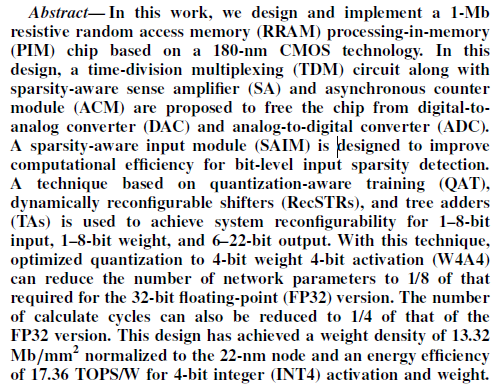 Abstract— In this work, we design and implement a 1-Mb
resistive random access memory (RRAM) processing-in-memory
(PIM) chip based on a 180-nm CMOS technology. In this
design, a time-division multiplexing (TDM) circuit along with
sparsity-aware sense amplifier (SA) and asynchronous counter
module (ACM) are proposed to free the chip from digital-to-
analog converter (DAC) and analog-to-digital converter (ADC).
A sparsity-aware input module (SAIM) is designed to improve
computational efficiency for bit-level input sparsity detection.
A technique based on quantization-aware training (QAT),
dynamically reconfigurable shifters (RecSTRs), and tree adders
(TAs) is used to achieve system reconfigurability for 1–8-bit
input, 1–8-bit weight, and 6–22-bit output. With this technique,
optimized quantization to 4-bit weight 4-bit activation (W4A4)
can reduce the number of network parameters to 1/8 of that
required for the 32-bit floating-point (FP32) version. The number
of calculate cycles can also be reduced to 1/4 of that of the
FP32 version. This design has achieved a weight density of 13.32
Mb/mm² normalized to the 22-nm node and an energy efficiency
of 17.36 TOPS/W for 4-bit integer (INT4) activation and weight.